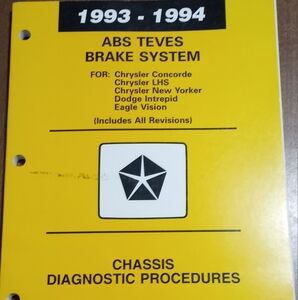 1993 - 1994
ABS TEVES
BRAKE SYSTEM
FOR: Chrysler Concorde
Chrysler LHS
Chrysler New Yorker
Dodge Intrepid
Eagle Vision
(Includes All Revisions)
CHASSIS
DIAGNOSTIC PROCEDURES